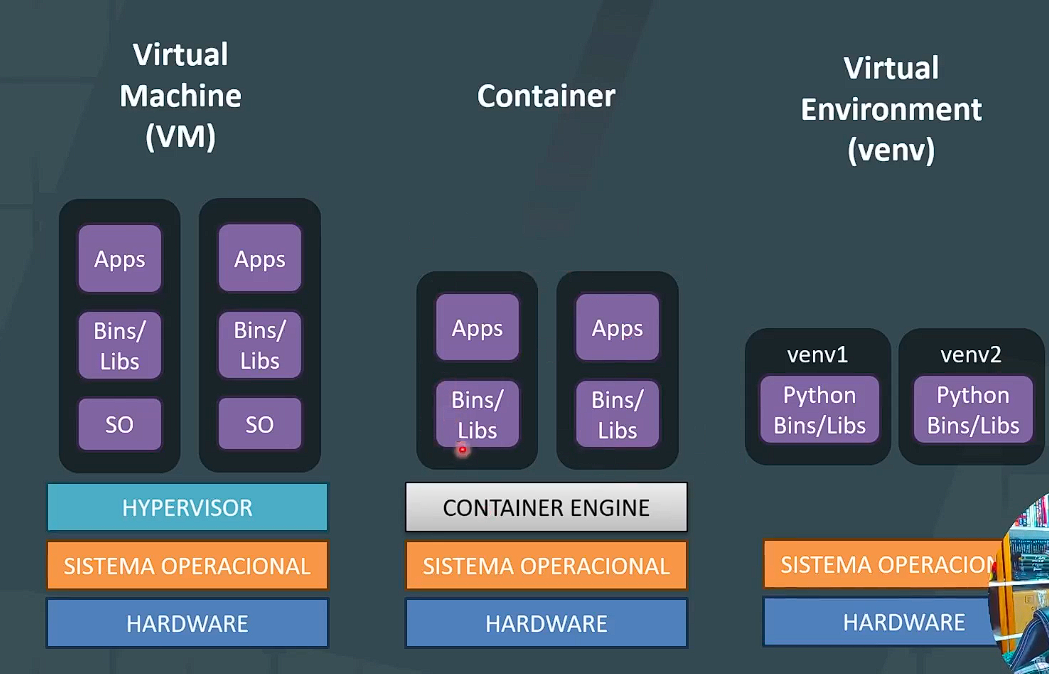 Virtual
Machine
(VM)
Apps
Apps
Bins/
Libs
Bins/
Libs
SO
SO
HYPERVISOR
SISTEMA OPERACIONAL
HARDWARE
Container
Apps
Apps
Bins/
Libs
Bins/
Libs
CONTAINER ENGINE
SISTEMA OPERACIONAL
HARDWARE
Virtual
Environment
(venv)
venv1
Python
Bins/Libs
venv2
Python
Bins/Libs
SISTEMA OPERACION
HARDWARE